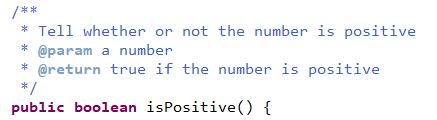 /**
* Tell whether or not the number is positive
* @param a number
* @return true if the number is positive
*/
public boolean isPositive() {